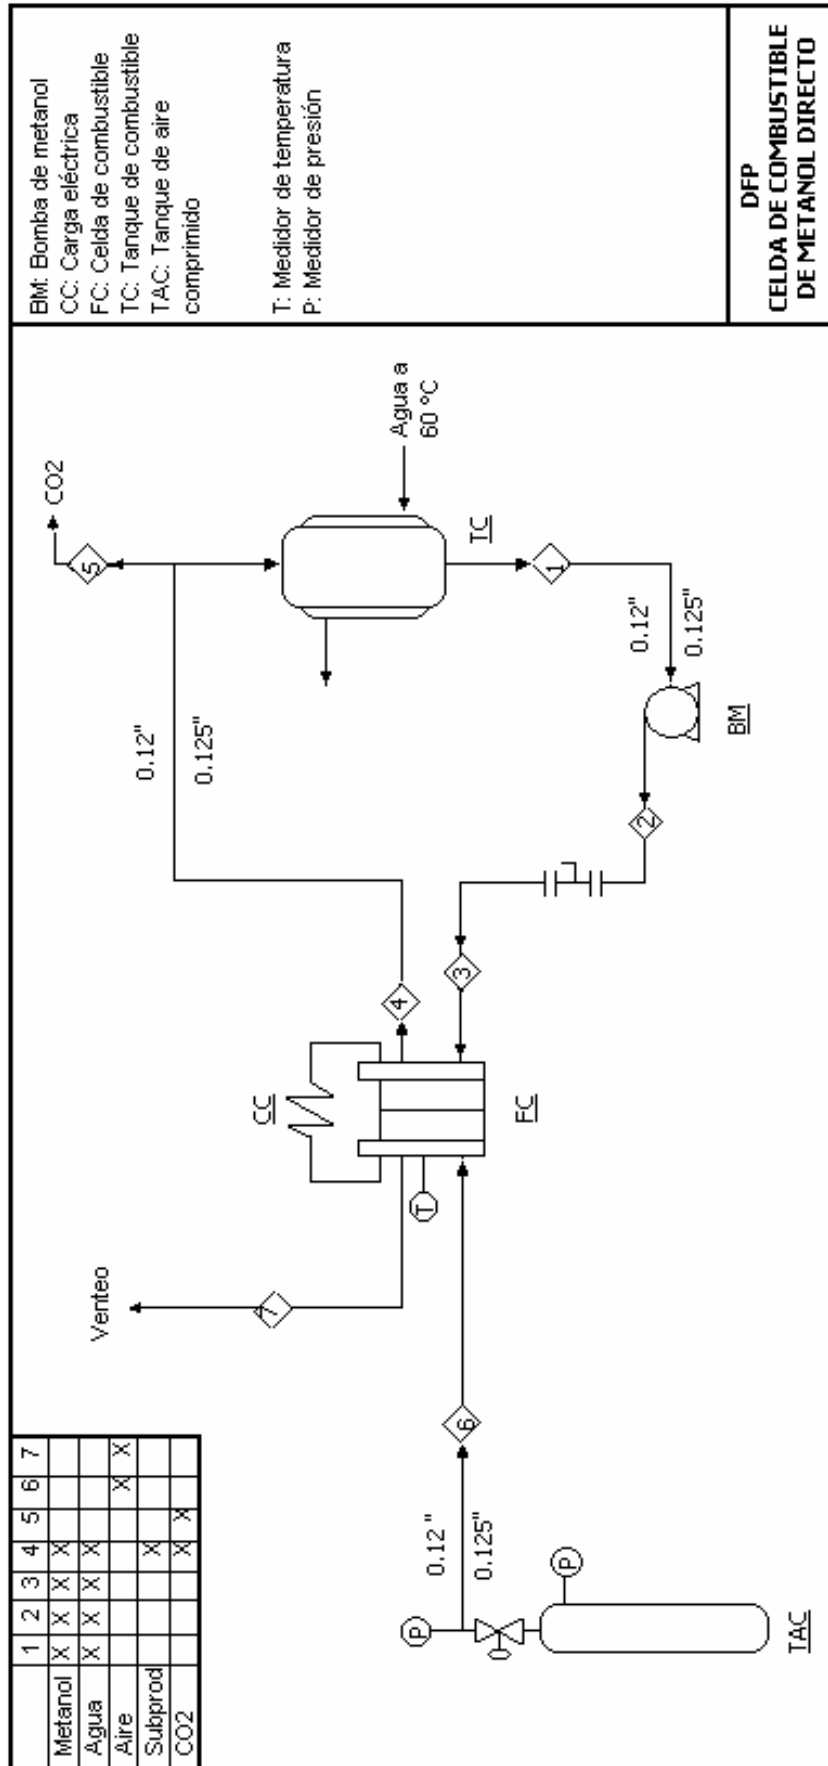 1 2 3 4 5 6 7
Metanol X X X X
Agua X X X X
Aire X X
Subprod X
CO2 X X
Venteo
7
CC
T
FC
4
3
0.12"
0.125"
5
CO2
Agua a
60 °C
TC
1
0.12"
0.125"
BM
2
6
0.12 "
0.125"
P
P
TAC
BM: Bomba de metanol
CC: Carga eléctrica
FC: Celda de combustible
TC: Tanque de combustible
TAC: Tanque de aire
comprimido
T: Medidor de temperatura
P: Medidor de presión
DFP
CELDA DE COMBUSTIBLE
DE METANOL DIRECTO